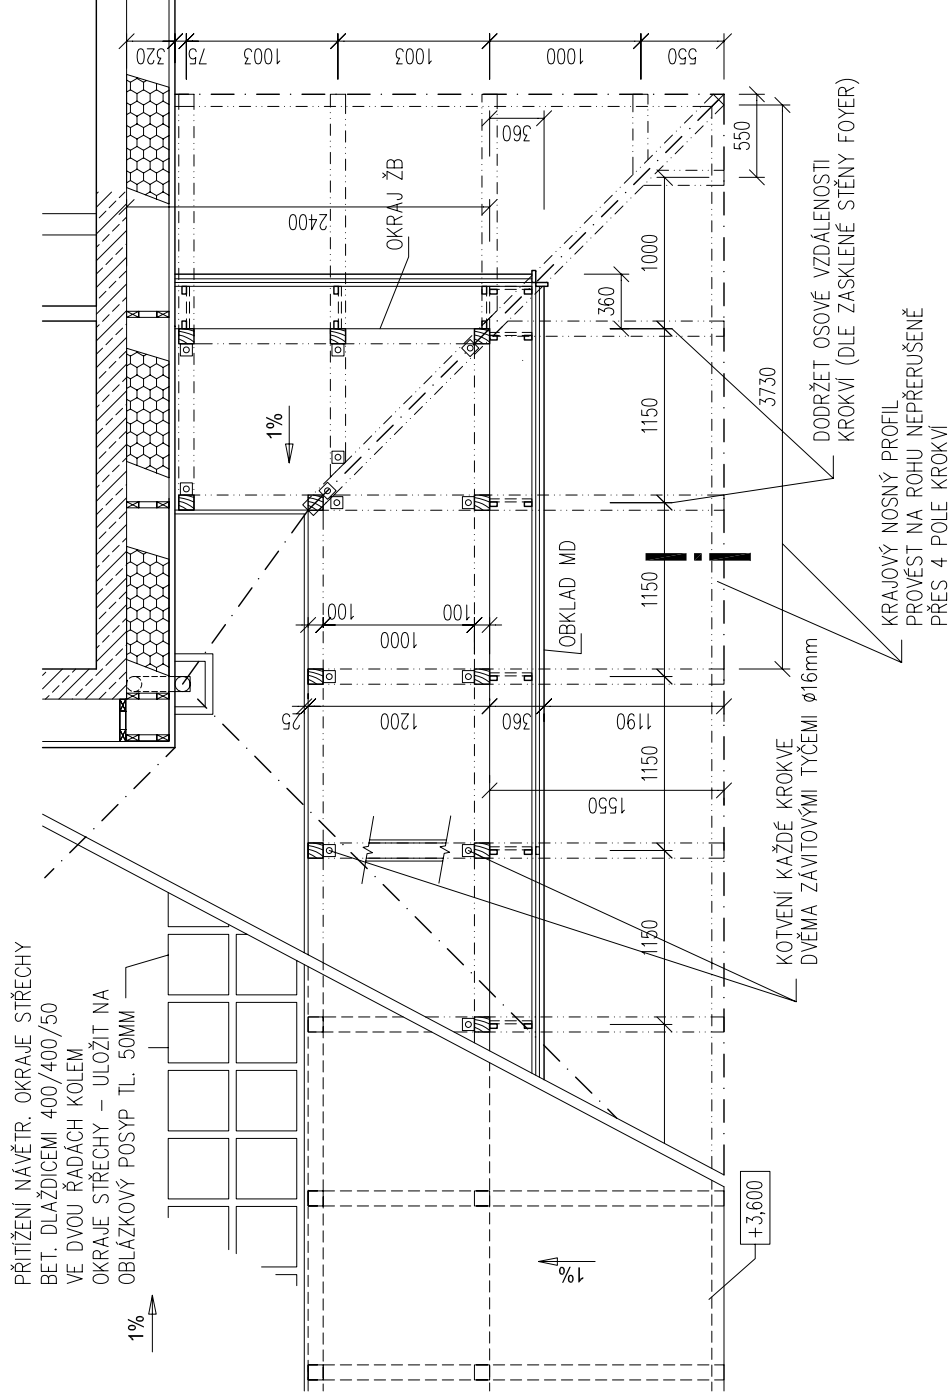 PŘITÍŽENÍ NÁVĚTR. OKRAJE STŘECHY
BET. DLAŽDICEMI 400/400/50
VE DVOU ŘADÁCH KOLEM
OKRAJE STŘECHY – ULOŽIT NA
OBLÁZKOVÝ POSYP TL. 50MM
1%
1%
1%
320
75
1003
1003
1000
550
360
550
2400
OKRAJ ŽB
360
1000
1150
3730
1150
1150
1150
1150
100
1000
100
OBKLAD MD
25
1200
360
1190
1550
DODRŽET OSOVÉ VZDÁLENOSTI
KROKVÍ (DLE ZASKLENÉ STĚNY FOYER)
KRAJOVÝ NOSNÝ PROFIL
PROVÉST NA ROHU NEPŘERUŠENĚ
PŘES 4 POLE KROKVÍ
KOTVENÍ KAŽDÉ KROKVE
DVĚMA ZÁVITOVÝMI TYČEMI ø16mm
+3,600